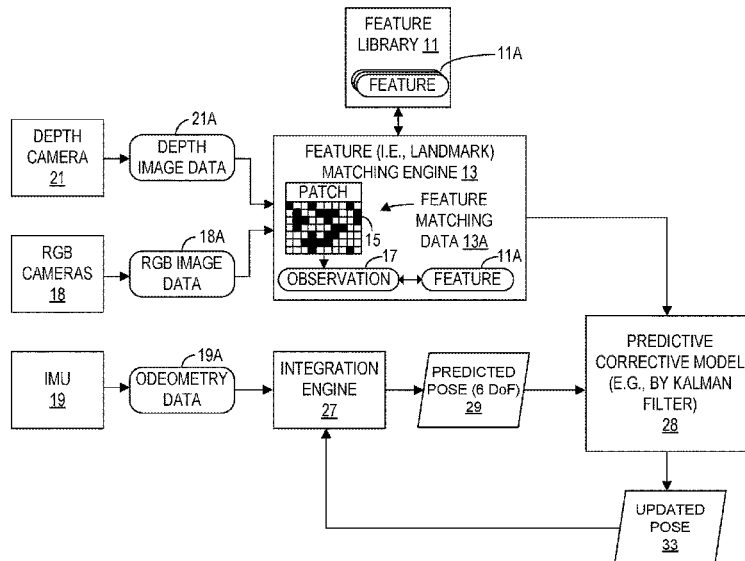 FEATURE
LIBRARY 11
11A
FEATURE
DEPTH
CAMERA
21
21A
DEPTH
IMAGE DATA
FEATURE (I.E., LANDMARK)
MATCHING ENGINE 13
PATCH
15
FEATURE
MATCHING
DATA 13A
17
11A
OBSERVATION
FEATURE
RGB
CAMERAS
18
18A
RGB IMAGE
DATA
IMU
19
19A
ODEOMETRY
DATA
INTEGRATION
ENGINE
27
PREDICTED
POSE (6 DoF)
29
PREDICTIVE
CORRECTIVE MODEL
(E.G., BY KALMAN
FILTER)
28
UPDATED
POSE
33